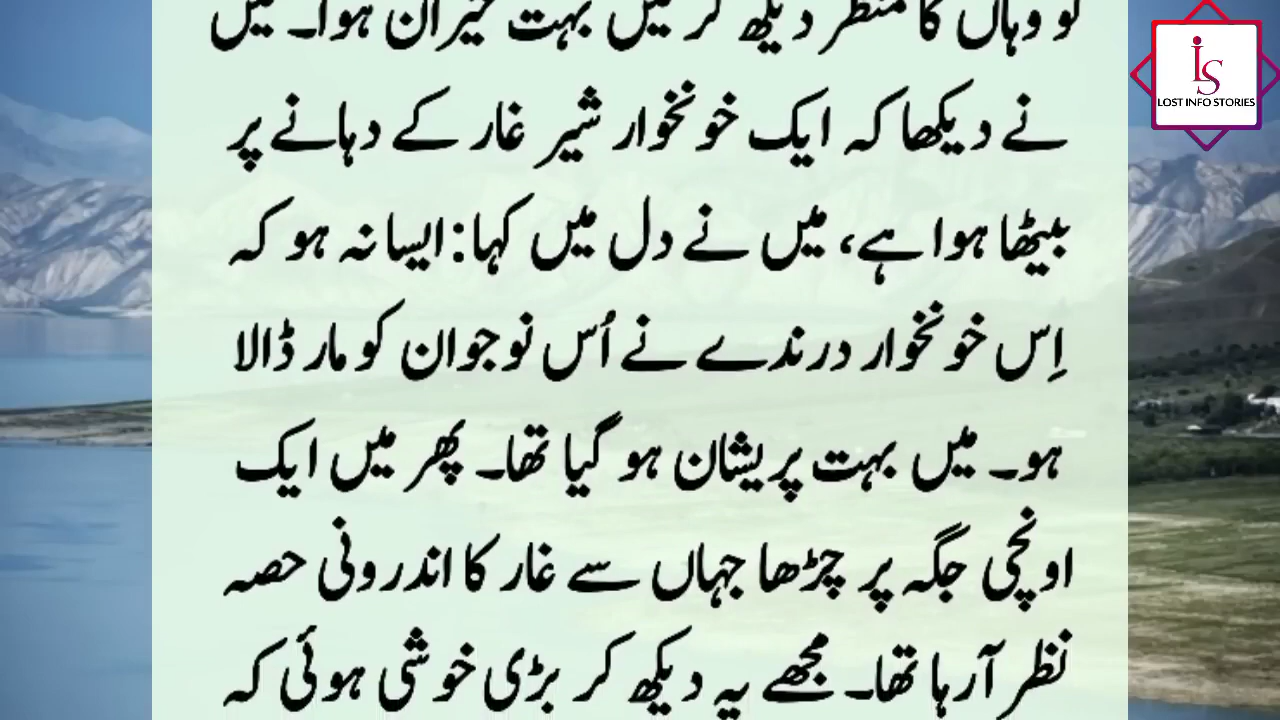 تو وہاں کا منظر دیکھ کر میں بہت حیران ہوا۔ میں
نے دیکھا کہ ایک خونخوار شیر غار کے دہانے پر
بیٹھا ہوا ہے، میں نے دل میں کہا: ایسا نہ ہو کہ
اِس خونخوار درندے نے اُس نوجوان کو مار ڈالا
ہو۔ میں بہت پریشان ہو گیا تھا۔ پھر میں ایک
اونچی جگہ پر چڑھا جہاں سے غار کا اندرونی حصہ
نظر آرہا تھا۔ مجھے یہ دیکھ کر بڑی خوشی ہوئی کہ
LS
LOST INFO STORIES